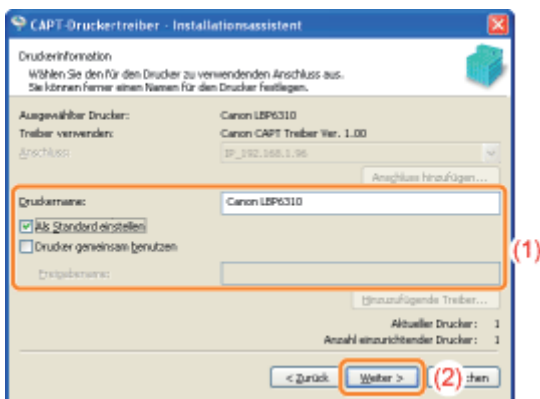 CAPT-Druckertreiber - Installationsassistent
Druckerinformation
Wählen Sie den für den Drucker zu verwendenden Anschluss aus.
Sie können ferner einen Namen für den Drucker festlegen.
Ausgewählter Drucker: Canon LBP6310
Treiber verwenden: Canon CAPT Treiber Ver. 1.00
Anschluss: IP_192.168.1.96
Anschluss hinzufügen...
Druckername: Canon LBP6310
Als Standard einstellen
Drucker gemeinsam benutzen
(1)
Freigabename:
Hinzuzufügende Treiber...
Aktueller Drucker: 1
Anzahl einzurichtender Drucker: 1
< Zurück Weiter > (2) chen